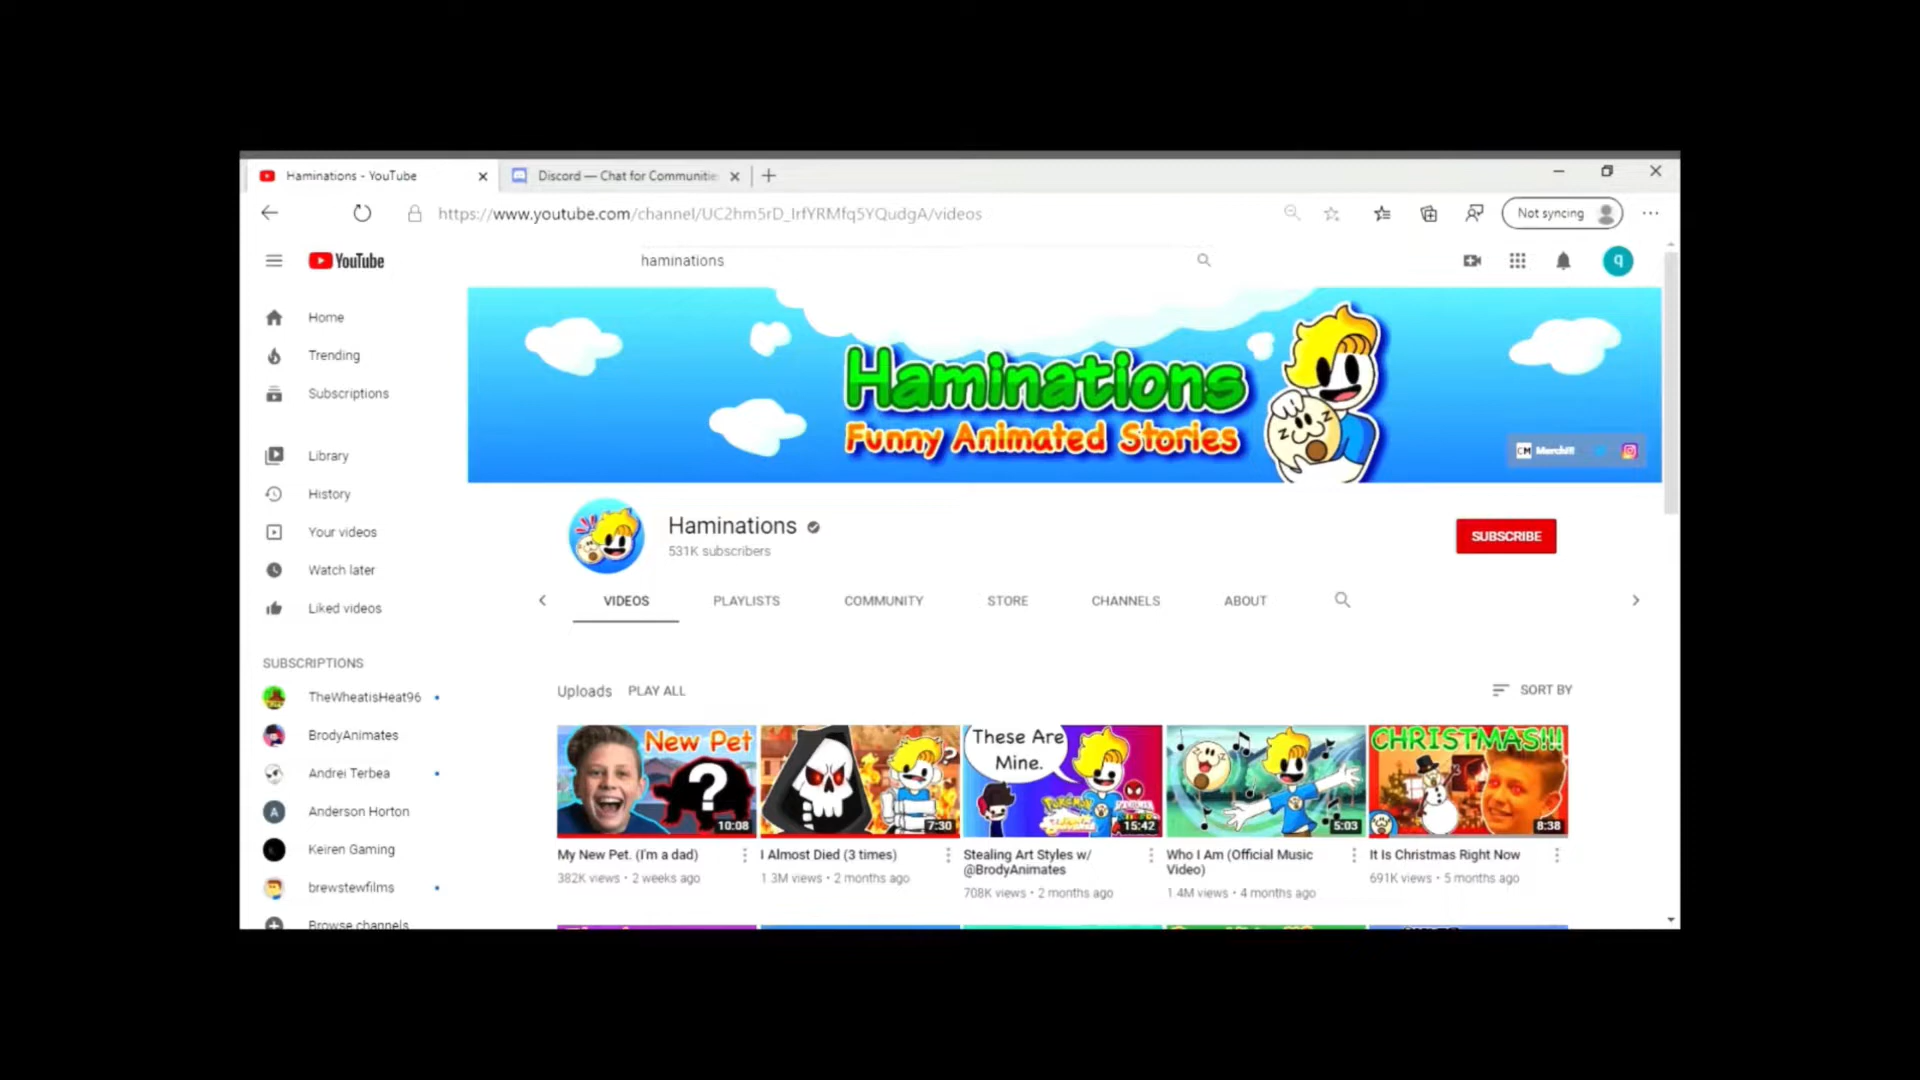 Haminations - YouTube
Discord — Chat for Communitie
https://www.youtube.com/channel/UC2hm5rD_IrfYRMfq5YQudgA/videos
Not syncing
YouTube
haminations
q
Home
Trending
Subscriptions
Library
History
Your videos
Watch later
Liked videos
SUBSCRIPTIONS
TheWheatisHeat96
BrodyAnimates
Andrei Terbea
A
Anderson Horton
Keiren Gaming
brewstewfilms
Browse channels
Haminations
Funny Animated Stories
CM Merch!!!
Haminations
531K subscribers
SUBSCRIBE
VIDEOS
PLAYLISTS
COMMUNITY
STORE
CHANNELS
ABOUT
Uploads
PLAY ALL
SORT BY
New Pet
?
10:08
My New Pet. (I'm a dad)
382K views • 2 weeks ago
?
7:30
I Almost Died (3 times)
1.3M views • 2 months ago
These Are
Mine.
POKÉMON
15:42
Stealing Art Styles w/
@BrodyAnimates
708K views • 2 months ago
5:03
Who I Am (Official Music
Video)
1.4M views • 4 months ago
CHRISTMAS!!!
8:38
It Is Christmas Right Now
691K views • 5 months ago